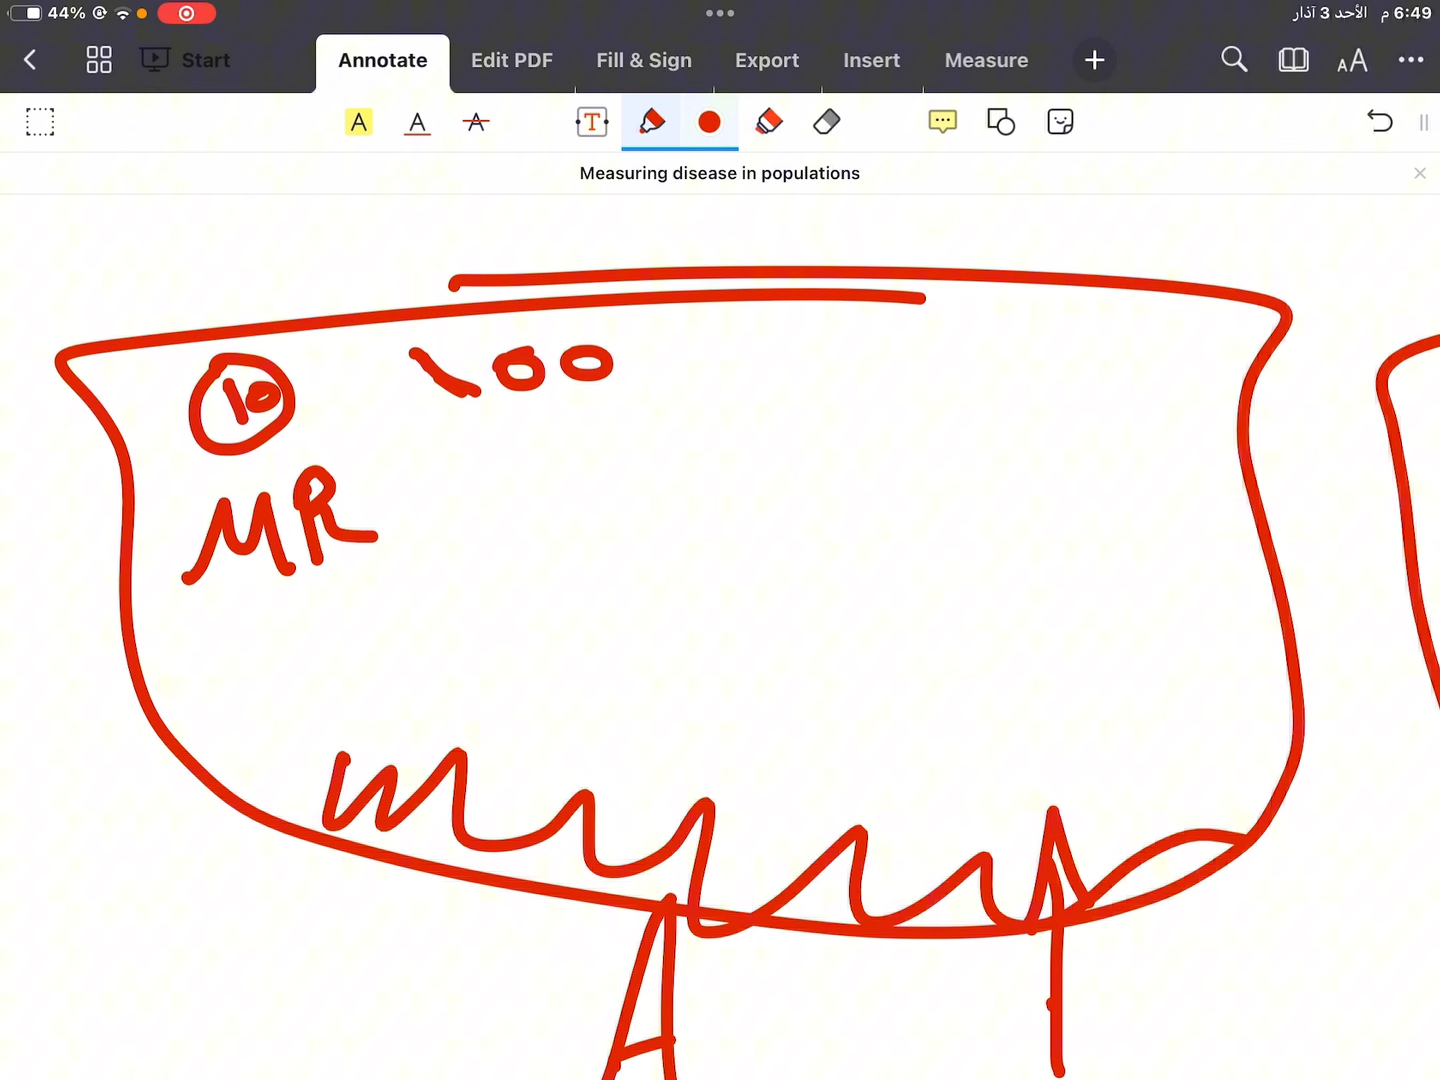 44% الأحد 3 آذار 6:49 م
Start Annotate Edit PDF Fill & Sign Export Insert Measure
Measuring disease in populations
10 100
MR